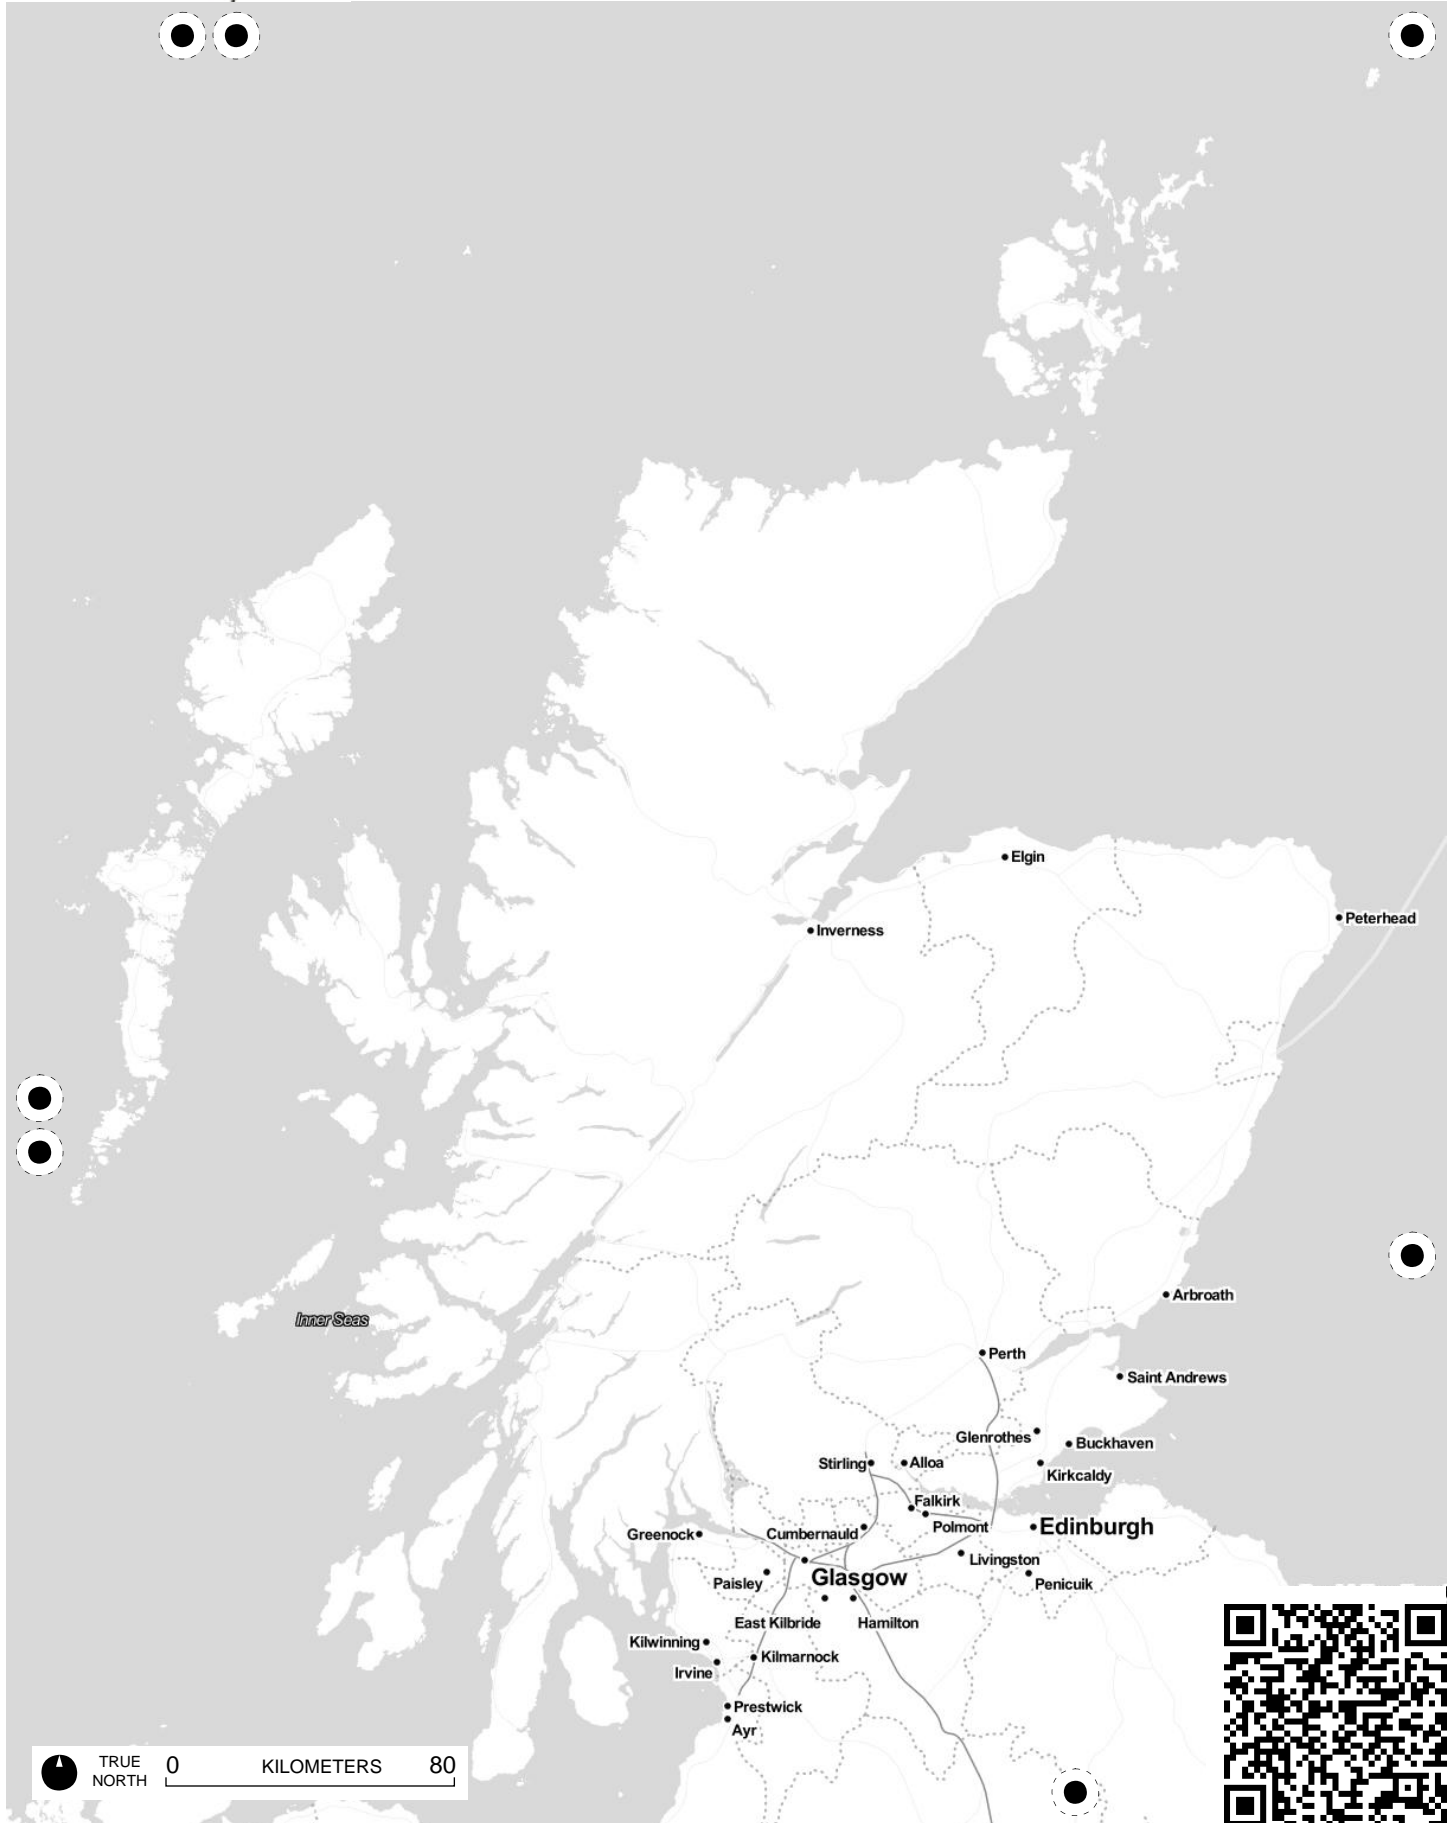 Elgin
Peterhead
Inverness
Arbroath
Inner Seas
Perth
Saint Andrews
Glenrothes
Buckhaven
Stirling
Alloa
Kirkcaldy
Falkirk
Polmont
Edinburgh
Greenock
Cumbernauld
Livingston
Glasgow
Paisley
Penicuik
East Kilbride
Hamilton
Kilwinning
Kilmarnock
Irvine
Prestwick
Ayr
TRUE
NORTH
0 KILOMETERS 80